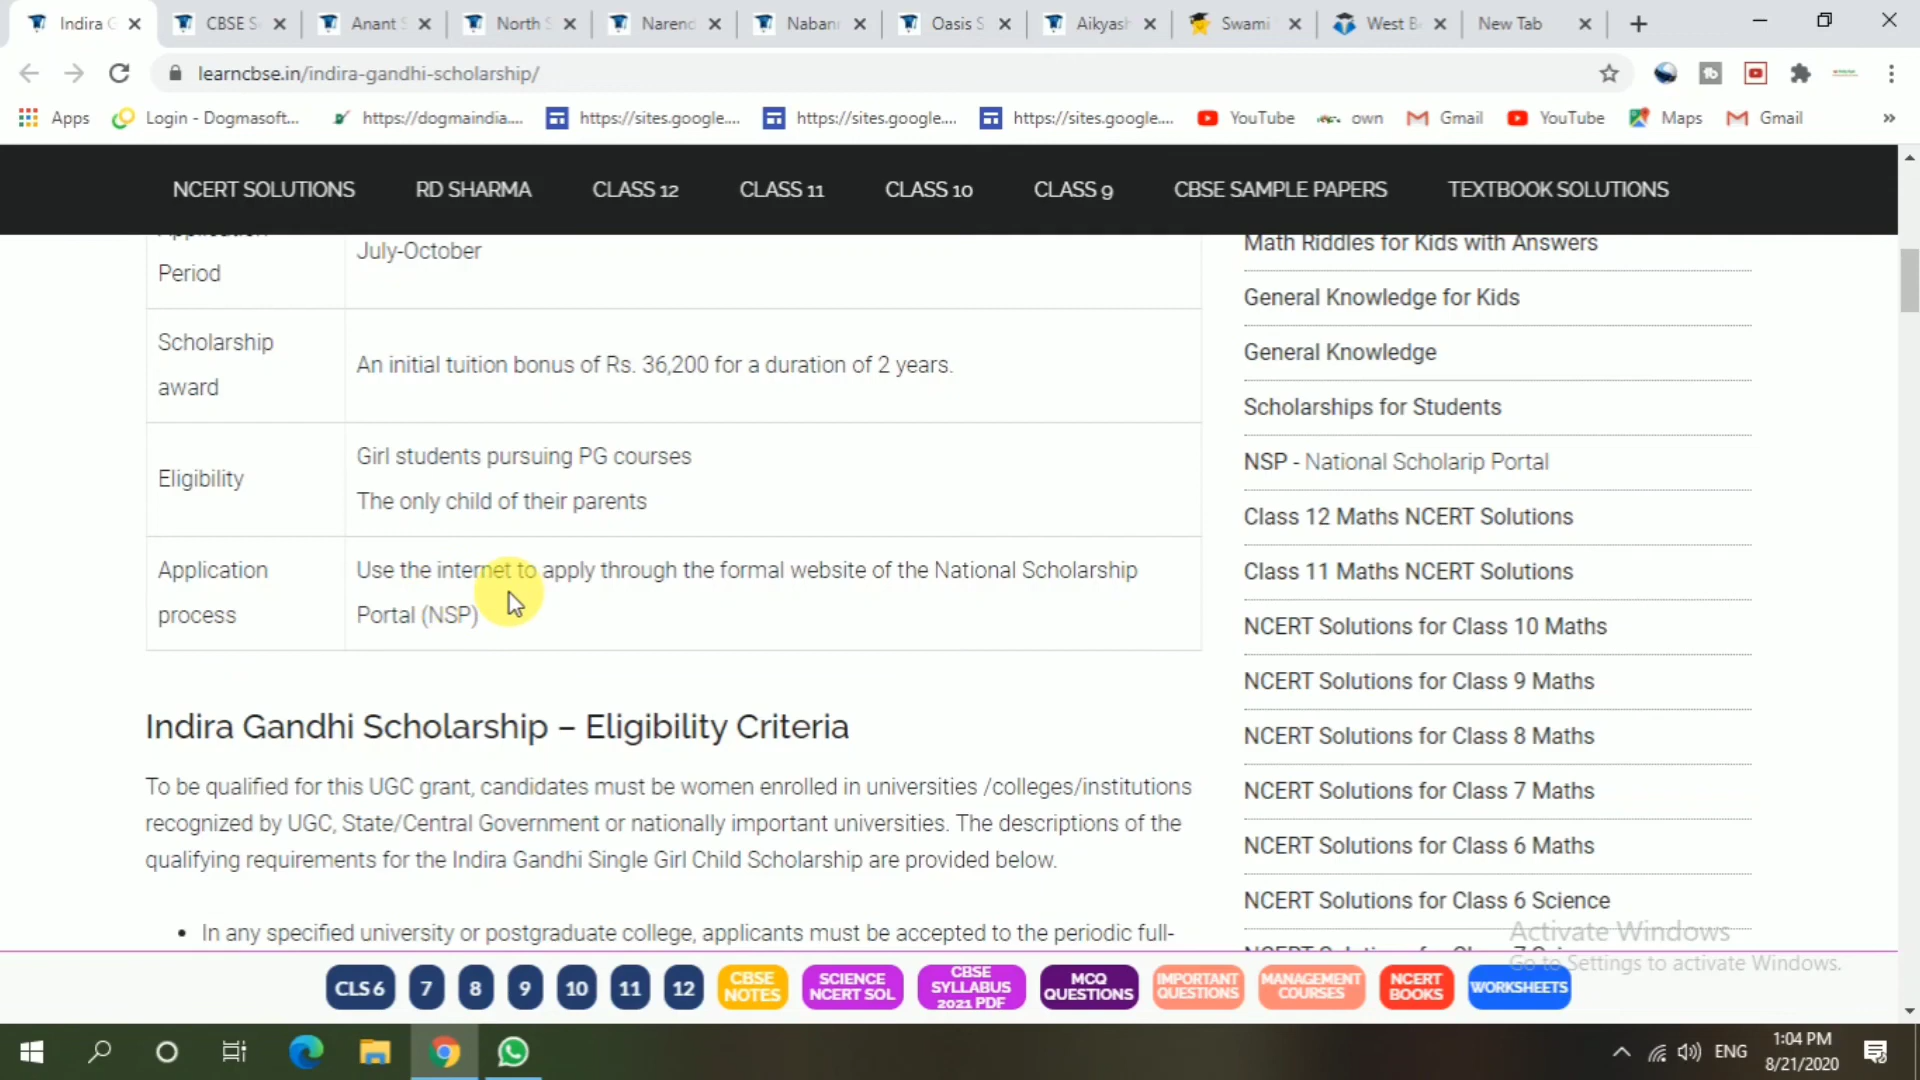 Indira G
CBSE S
Anant S
North S
Narend
Naban
Oasis S
Aikyash
Swami
West B
New Tab
learncbse.in/indira-gandhi-scholarship/
Apps
Login - Dogmasoft...
https://dogmaindia....
https://sites.google....
https://sites.google....
https://sites.google....
YouTube
own
Gmail
YouTube
Maps
Gmail
»
NCERT SOLUTIONS
RD SHARMA
CLASS 12
CLASS 11
CLASS 10
CLASS 9
CBSE SAMPLE PAPERS
TEXTBOOK SOLUTIONS
Application
Period
July-October
Scholarship
award
An initial tuition bonus of Rs. 36,200 for a duration of 2 years.
Eligibility
Girl students pursuing PG courses
The only child of their parents
Application
process
Use the internet to apply through the formal website of the National Scholarship
Portal (NSP)
Indira Gandhi Scholarship – Eligibility Criteria
To be qualified for this UGC grant, candidates must be women enrolled in universities /colleges/institutions
recognized by UGC, State/Central Government or nationally important universities. The descriptions of the
qualifying requirements for the Indira Gandhi Single Girl Child Scholarship are provided below.
• In any specified university or postgraduate college, applicants must be accepted to the periodic full-
Math Riddles for Kids with Answers
General Knowledge for Kids
General Knowledge
Scholarships for Students
NSP - National Scholarip Portal
Class 12 Maths NCERT Solutions
Class 11 Maths NCERT Solutions
NCERT Solutions for Class 10 Maths
NCERT Solutions for Class 9 Maths
NCERT Solutions for Class 8 Maths
NCERT Solutions for Class 7 Maths
NCERT Solutions for Class 6 Maths
NCERT Solutions for Class 6 Science
Activate Windows
Go to Settings to activate Windows.
CLS 6
7
8
9
10
11
12
CBSE
NOTES
SCIENCE
NCERT SOL
CBSE
SYLLABUS
2021 PDF
MCQ
QUESTIONS
IMPORTANT
QUESTIONS
MANAGEMENT
COURSES
NCERT
BOOKS
WORKSHEETS
ENG
1:04 PM
8/21/2020